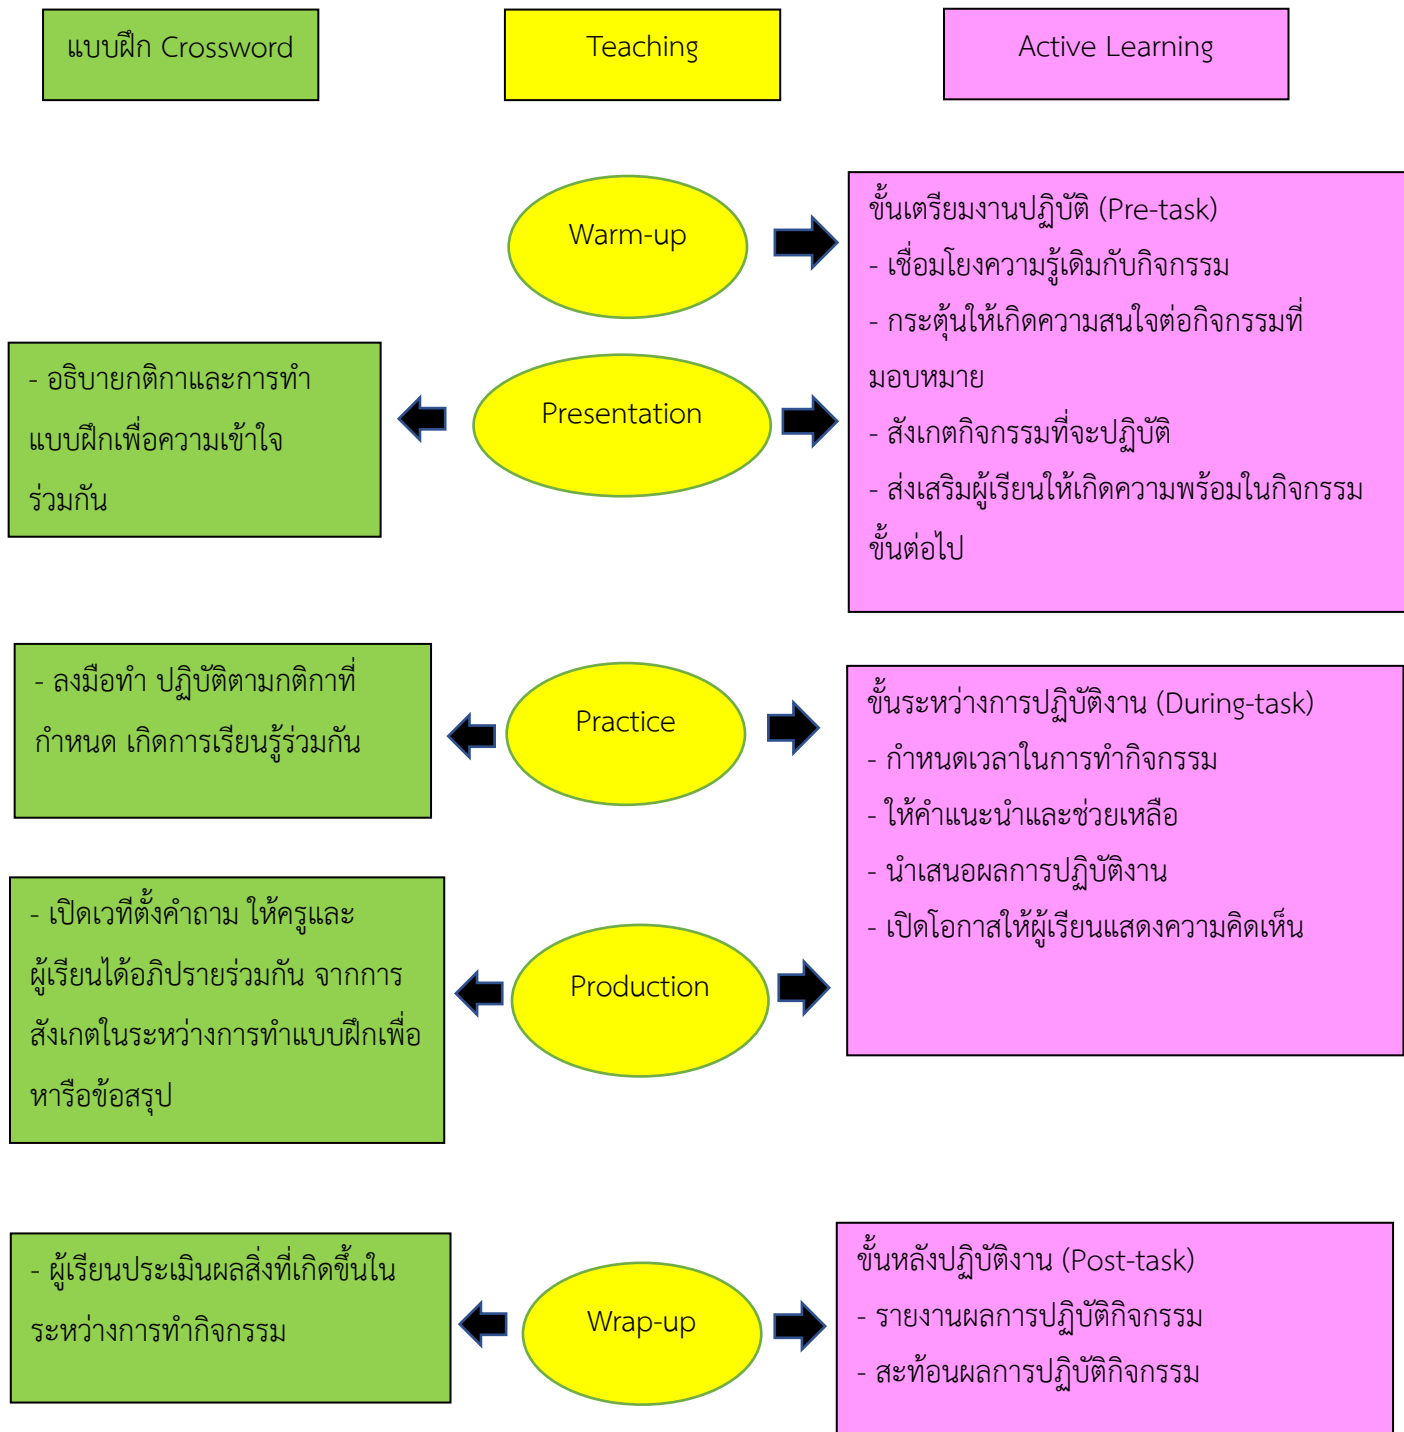 แบบฝึก Crossword
Teaching
Active Learning
Warm-up
ขั้นเตรียมงานปฏิบัติ (Pre-task)
- เชื่อมโยงความรู้เดิมกับกิจกรรม
- กระตุ้นให้เกิดความสนใจต่อกิจกรรมที่
มอบหมาย
- สังเกตกิจกรรมที่จะปฏิบัติ
- ส่งเสริมผู้เรียนให้เกิดความพร้อมในกิจกรรม
ขั้นต่อไป
- อธิบายกติกาและการทำ
แบบฝึกเพื่อความเข้าใจ
ร่วมกัน
Presentation
- ลงมือทำ ปฏิบัติตามกติกาที่
กำหนด เกิดการเรียนรู้ร่วมกัน
Practice
ขั้นระหว่างการปฏิบัติงาน (During-task)
- กำหนดเวลาในการทำกิจกรรม
- ให้คำแนะนำและช่วยเหลือ
- นำเสนอผลการปฏิบัติงาน
- เปิดโอกาสให้ผู้เรียนแสดงความคิดเห็น
- เปิดเวทีตั้งคำถาม ให้ครูและ
ผู้เรียนได้อภิปรายร่วมกัน จากการ
สังเกตในระหว่างการทำแบบฝึกเพื่อ
หารือข้อสรุป
Production
- ผู้เรียนประเมินผลสิ่งที่เกิดขึ้นใน
ระหว่างการทำกิจกรรม
Wrap-up
ขั้นหลังปฏิบัติงาน (Post-task)
- รายงานผลการปฏิบัติกิจกรรม
- สะท้อนผลการปฏิบัติกิจกรรม